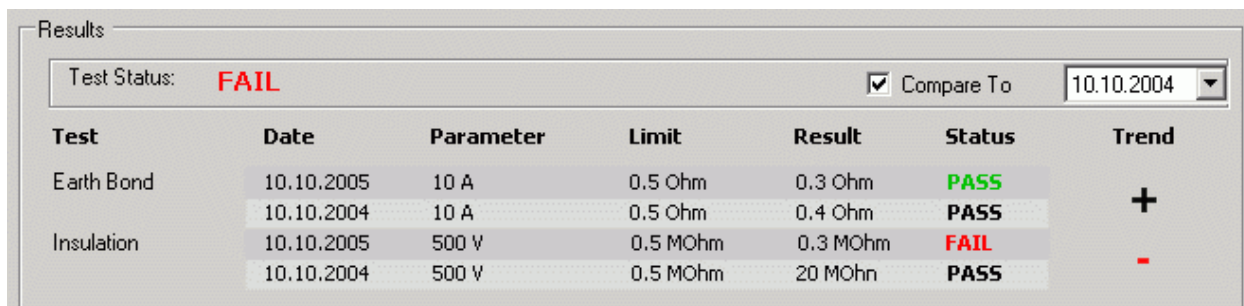 Results
Test Status: FAIL Compare To 10.10.2004
Test Date Parameter Limit Result Status Trend
Earth Bond 10.10.2005 10 A 0.5 Ohm 0.3 Ohm PASS
+
10.10.2004 10 A 0.5 Ohm 0.4 Ohm PASS
Insulation 10.10.2005 500 V 0.5 MOhm 0.3 MOhm FAIL
-
10.10.2004 500 V 0.5 MOhm 20 MOhn PASS